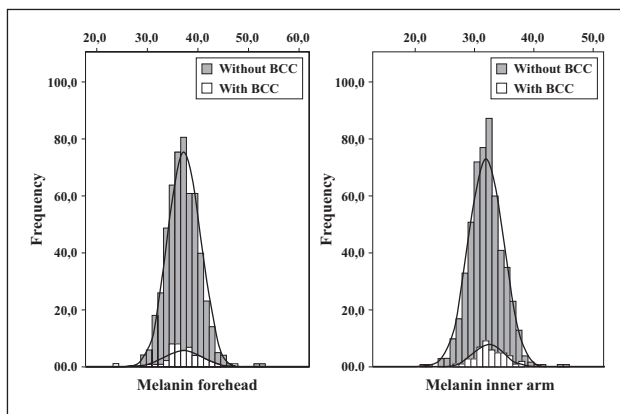 20,0 30,0 40,0 50,0 60,0
Without BCC
With BCC
100,0
80,0
60,0
40,0
20,0
00.0
Frequency
Melanin forehead
20,0 30,0 40,0 50,0
Without BCC
With BCC
100,0
80,0
60,0
40,0
20,0
00.0
Frequency
Melanin inner arm